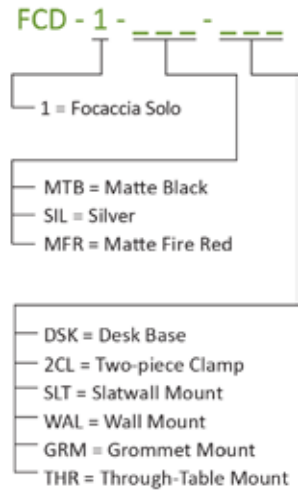 FCD - 1 - _ _ _ - _ _ _
1 = Focaccia Solo
MTB = Matte Black
SIL = Silver
MFR = Matte Fire Red
DSK = Desk Base
2CL = Two-piece Clamp
SLT = Slatwall Mount
WAL = Wall Mount
GRM = Grommet Mount
THR = Through-Table Mount